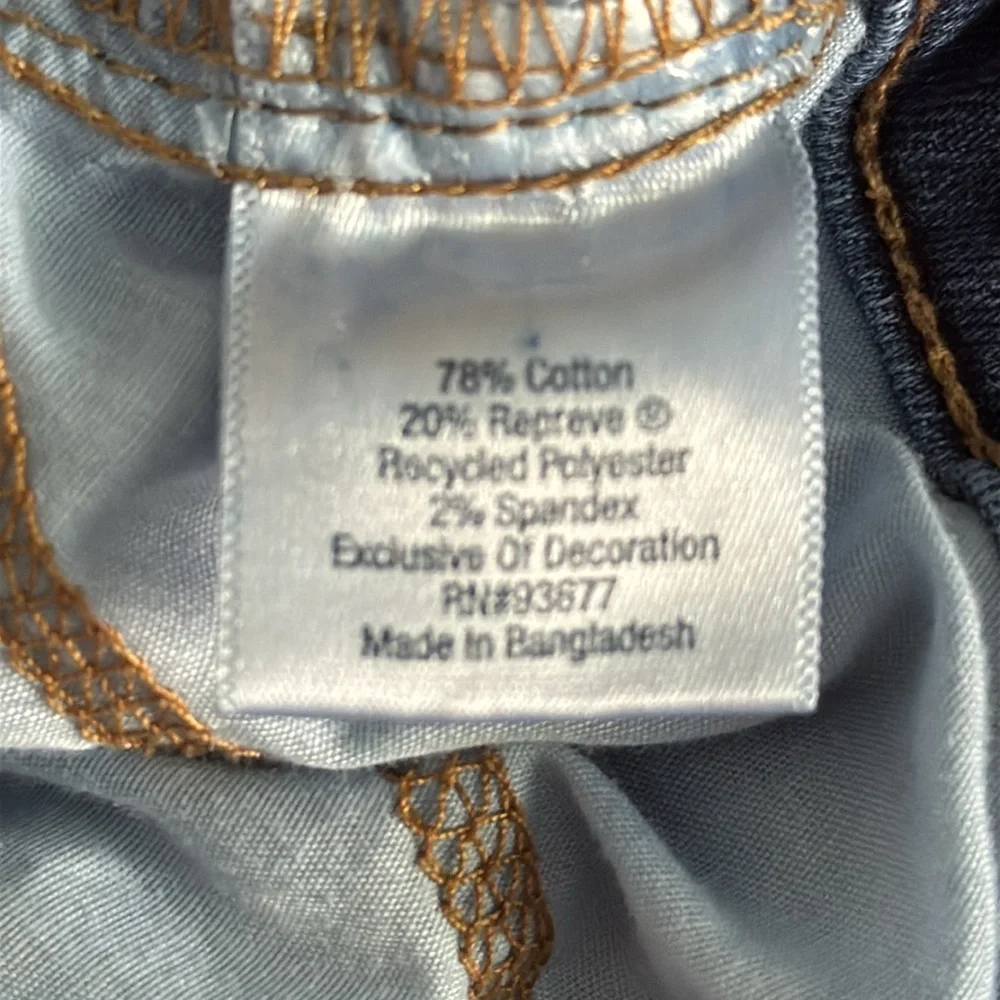 78% Cotton
20% Repreve ®
Recycled Polyester
2% Spandex
Exclusive Of Decoration
RN#93677
Made In Bangladesh